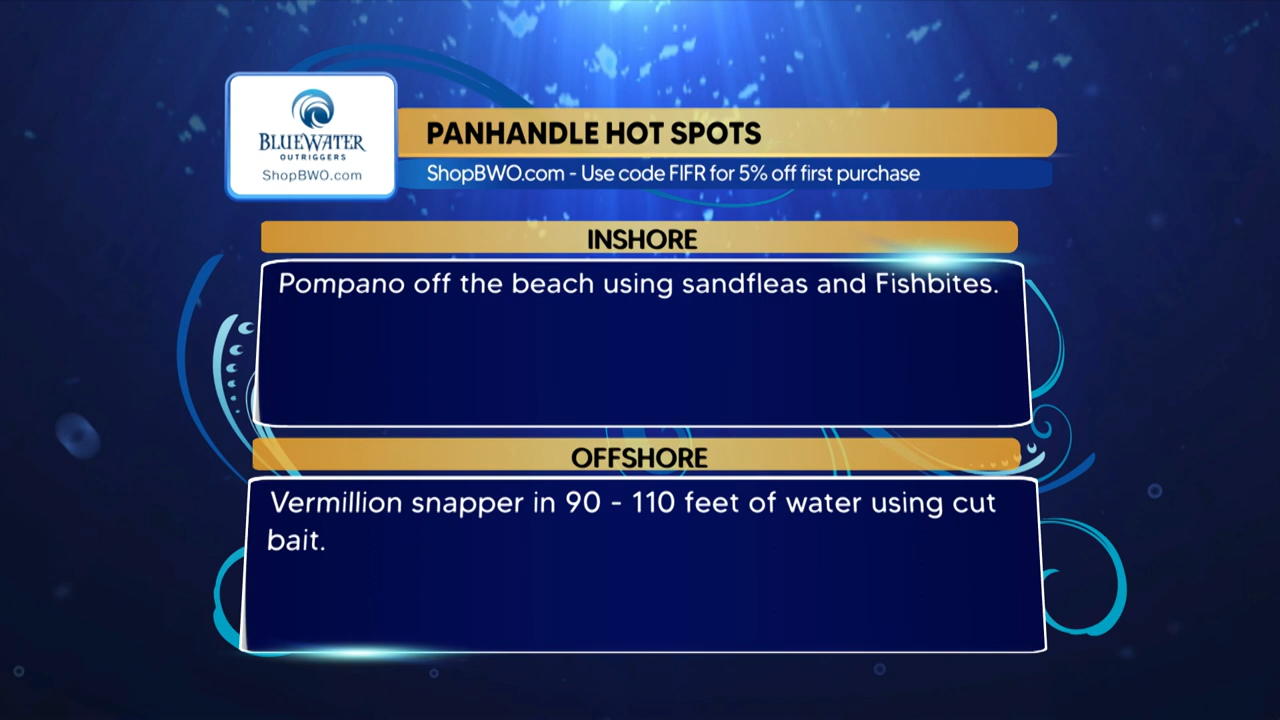 BLUEWATER
OUTRIGGERS
ShopBWO.com
PANHANDLE HOT SPOTS
ShopBWO.com - Use code FIFR for 5% off first purchase
INSHORE
Pompano off the beach using sandfleas and Fishbites.
OFFSHORE
Vermillion snapper in 90 - 110 feet of water using cut
bait.